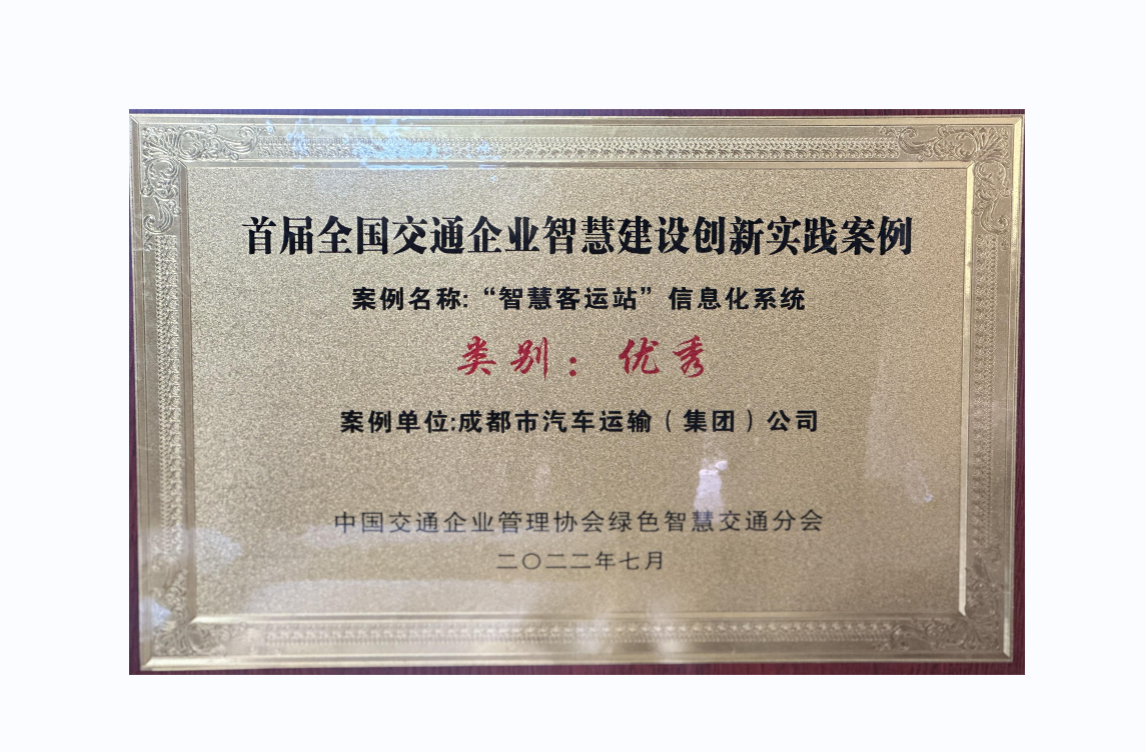 首届全国交通企业智慧建设创新实践案例
案例名称:“智慧客运站”信息化系统
类别：优秀
案例单位:成都市汽车运输（集团）公司
中国交通企业管理协会绿色智慧交通分会
二〇二二年七月